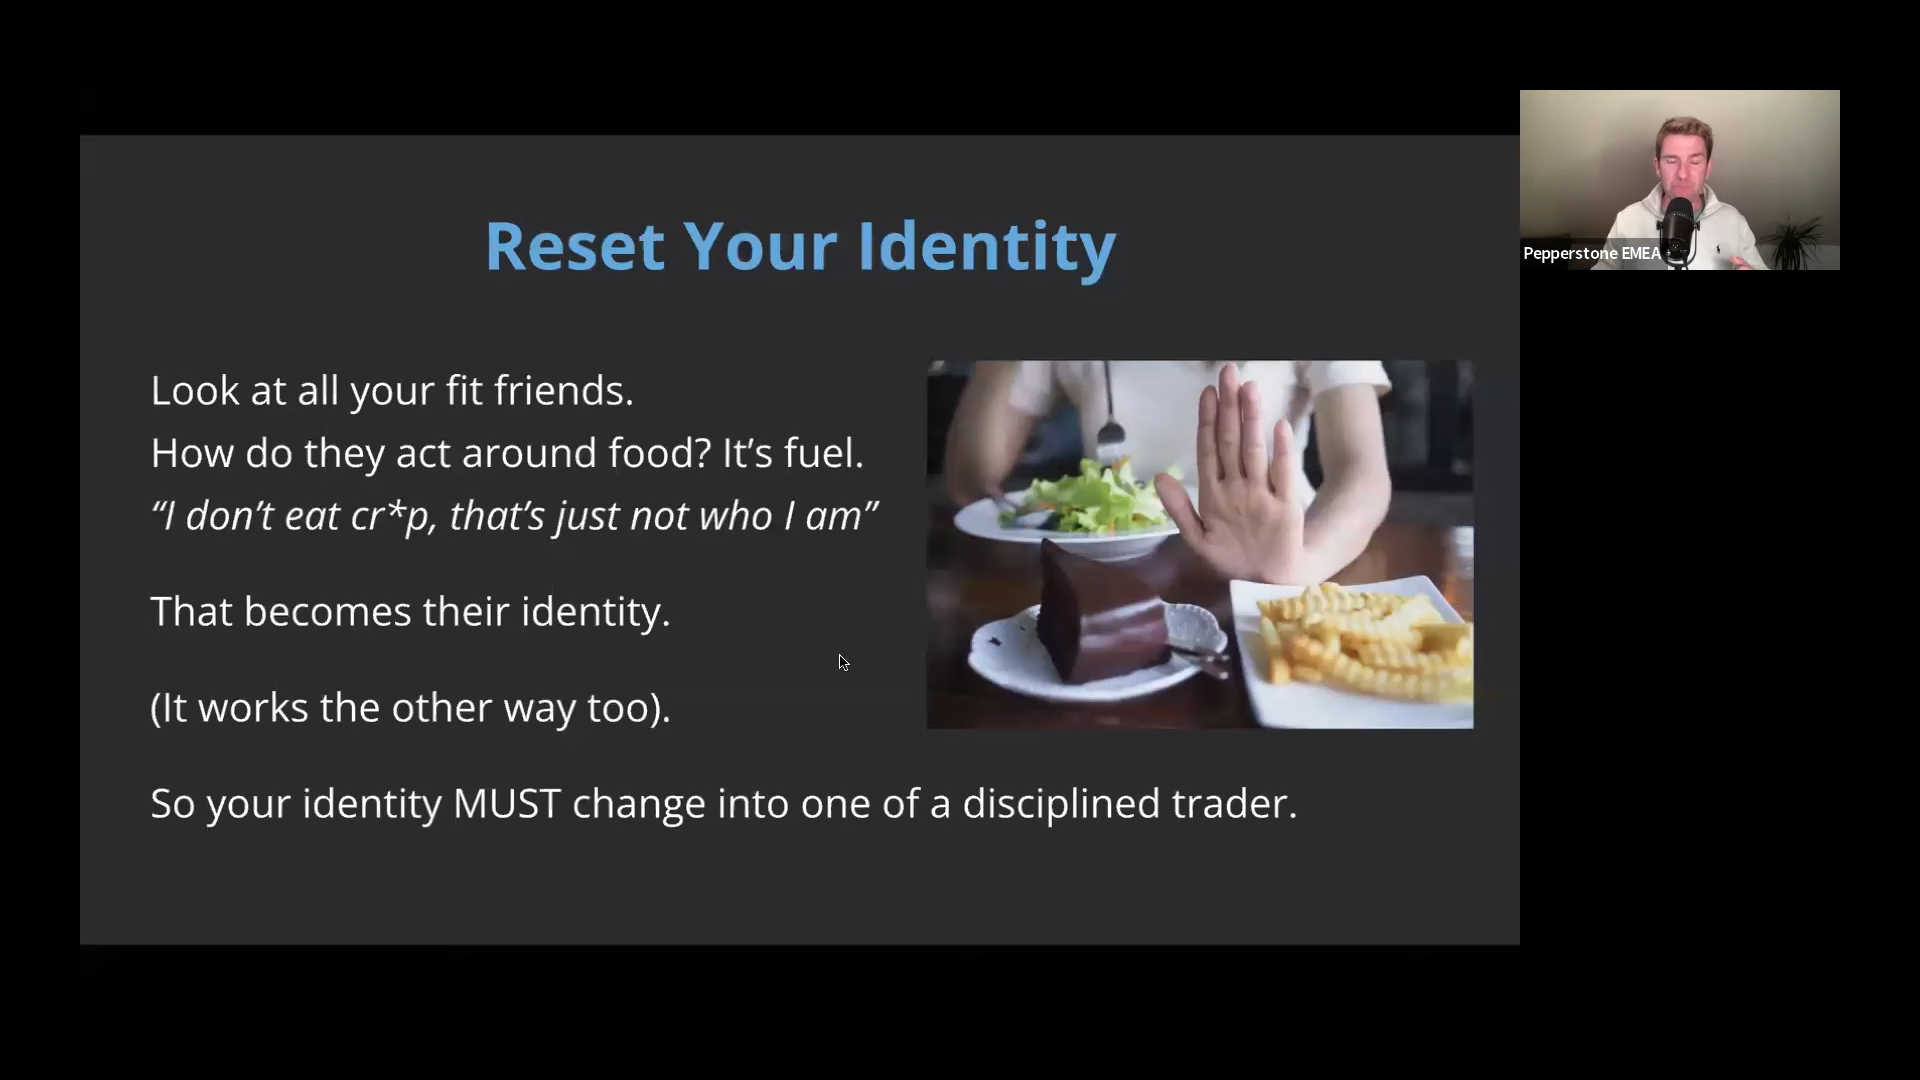 Reset Your Identity
Look at all your fit friends.
How do they act around food? It’s fuel.
“I don’t eat cr*p, that’s just not who I am”
That becomes their identity.
(It works the other way too).
So your identity MUST change into one of a disciplined trader.
Pepperstone EMEA